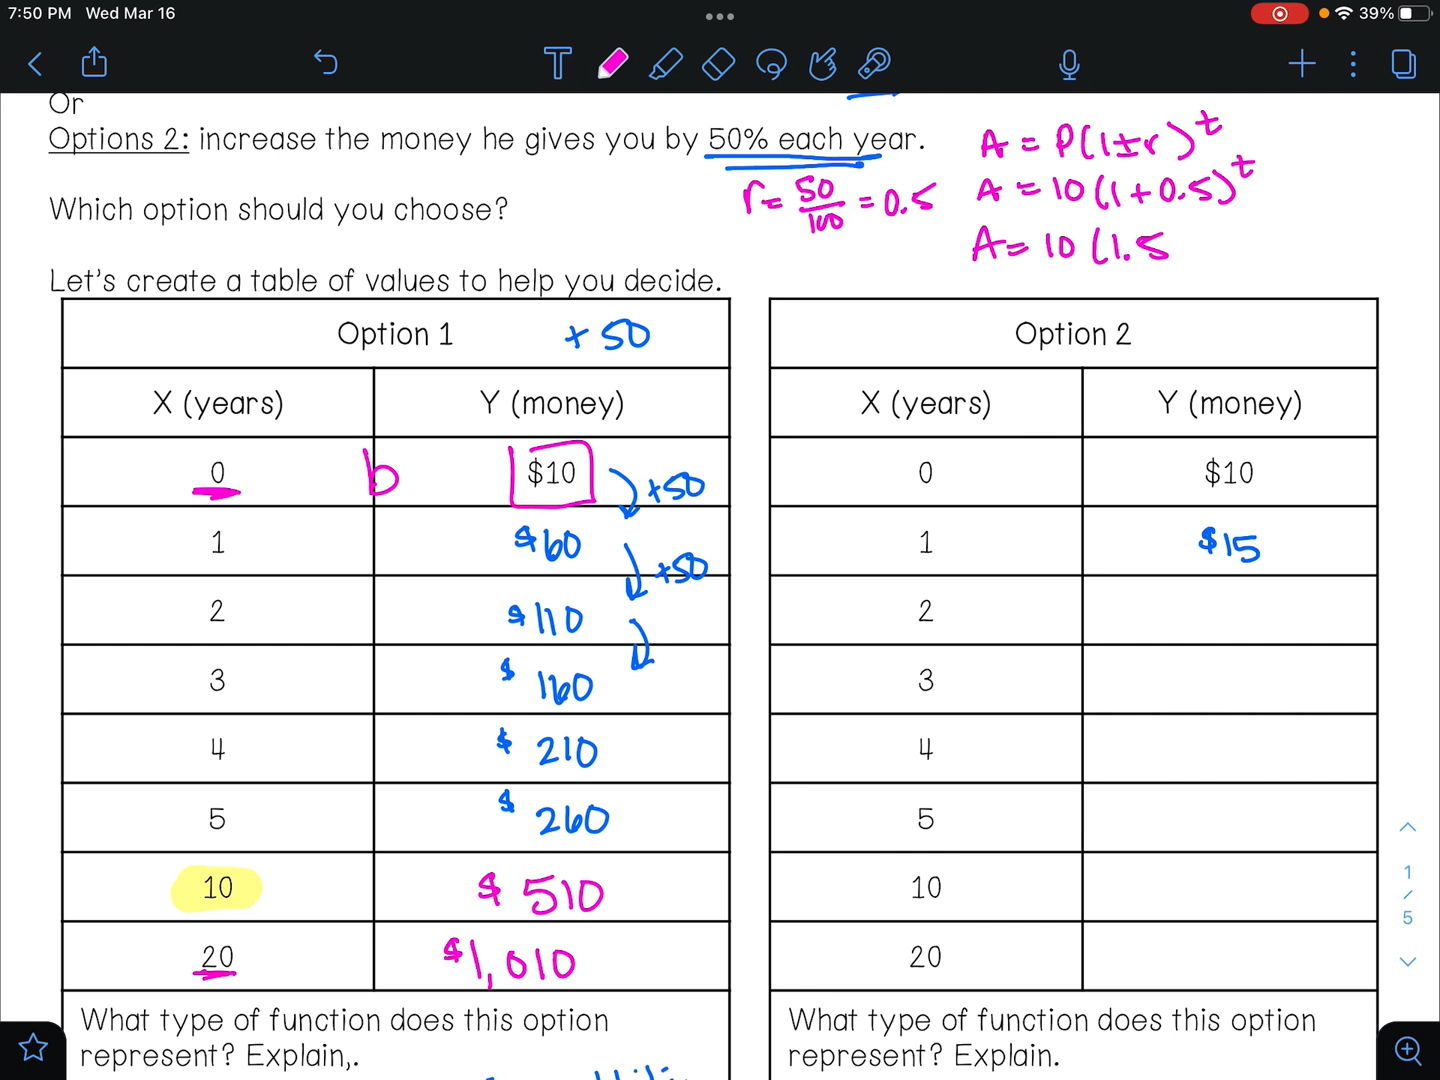 7:50 PM Wed Mar 16
39%
Or
Options 2: increase the money he gives you by 50% each year.
A = P(1±r)^t
r = 50/100 = 0.5
A = 10(1+0.5)^t
Which option should you choose?
A = 10(1.5
Let's create a table of values to help you decide.
Option 1 +50
X (years) Y (money)
0 b $10
+50
1 $60
+50
2 $110
3 $160
4 $210
5 $260
10 $510
20 $1,010
What type of function does this option
represent? Explain,.
Option 2
X (years) Y (money)
0 $10
1 $15
2
3
4
5
10
20
What type of function does this option
represent? Explain.
1
/
5